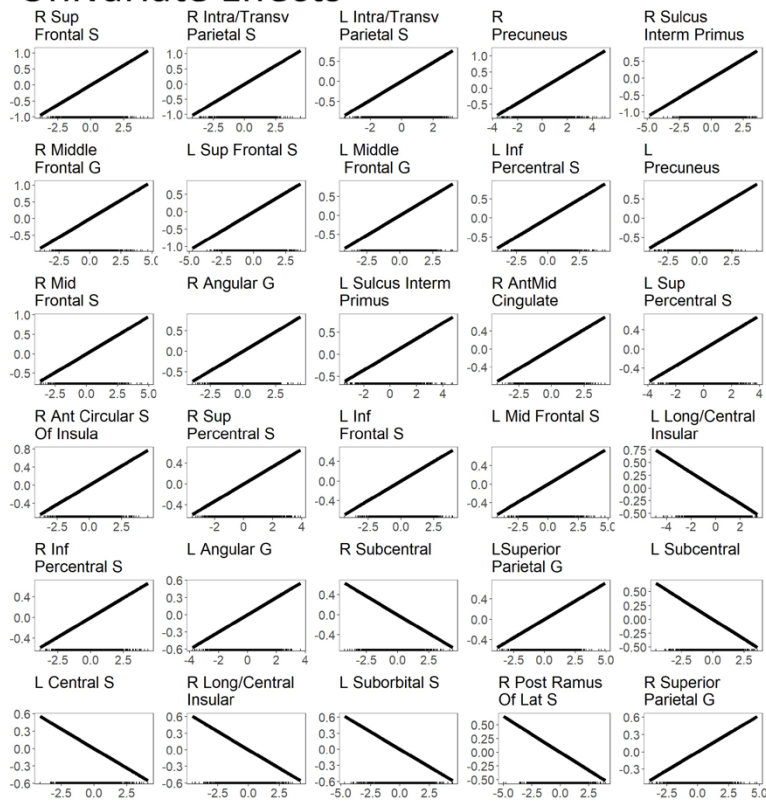 Univariate Effects
R Sup
Frontal S
1.0
0.5
0.0
-0.5
-1.0
-2.5 0.0 2.5
R Intra/Transv
Parietal S
1.0
0.5
0.0
-0.5
-1.0
-2.5 0.0 2.5
L Intra/Transv
Parietal S
0.5
0.0
-0.5
-2 0 2
R
Precuneus
1.0
0.5
0.0
-0.5
-4 -2 0 2 4
R Sulcus
Interm Primus
0.5
0.0
-0.5
-1.0
-5.0 -2.5 0.0 2.5
R Middle
Frontal G
1.0
0.5
0.0
-0.5
-2.5 0.0 2.5 5.0
L Sup Frontal S
0.5
0.0
-0.5
-1.0
-5.0 -2.5 0.0 2.5
L Middle
Frontal G
0.5
0.0
-0.5
-2.5 0.0 2.5
L Inf
Percentral S
0.5
0.0
-0.5
-2.5 0.0 2.5
L
Precuneus
0.5
0.0
-0.5
-2.5 0.0 2.5
R Mid
Frontal S
1.0
0.5
0.0
-0.5
-2.5 0.0 2.5 5.0
R Angular G
0.5
0.0
-0.5
-2.5 0.0 2.5
L Sulcus Interm
Primus
0.5
0.0
-0.5
-2 0 2 4
R AntMid
Cingulate
0.4
0.0
-0.4
-2.5 0.0 2.5
L Sup
Percentral S
0.4
0.0
-0.4
-4 -2 0 2 4
R Ant Circular S
Of Insula
0.8
0.4
0.0
-0.4
-2.5 0.0 2.5
R Sup
Percentral S
0.4
0.0
-0.4
-2 0 2 4
L Inf
Frontal S
0.4
0.0
-0.4
-2.5 0.0 2.5
L Mid Frontal S
0.4
0.0
-0.4
-2.5 0.0 2.5 5.0
L Long/Central
Insular
0.75
0.50
0.25
0.00
-0.25
-0.50
-4 -2 0 2
R Inf
Percentral S
0.4
0.0
-0.4
-2.5 0.0 2.5
L Angular G
0.6
0.3
0.0
-0.3
-0.6
-4 -2 0 2 4
R Subcentral
0.4
0.0
-0.4
-2.5 0.0 2.5
LSuperior
Parietal G
0.4
0.0
-0.4
-2.5 0.0 2.5 5.0
L Subcentral
0.50
0.25
0.00
-0.25
-0.50
-2.5 0.0 2.5
L Central S
0.6
0.3
0.0
-0.3
-0.6
-2.5 0.0 2.5
R Long/Central
Insular
0.6
0.3
0.0
-0.3
-0.6
-2.5 0.0 2.5
L Suborbital S
0.6
0.3
0.0
-0.3
-0.6
-5.0 -2.5 0.0 2.5
R Post Ramus
Of Lat S
0.50
0.25
0.00
-0.25
-0.50
-5.0 -2.5 0.0 2.5
R Superior
Parietal G
0.6
0.3
0.0
-0.3
-2.5 0.0 2.5 5.0